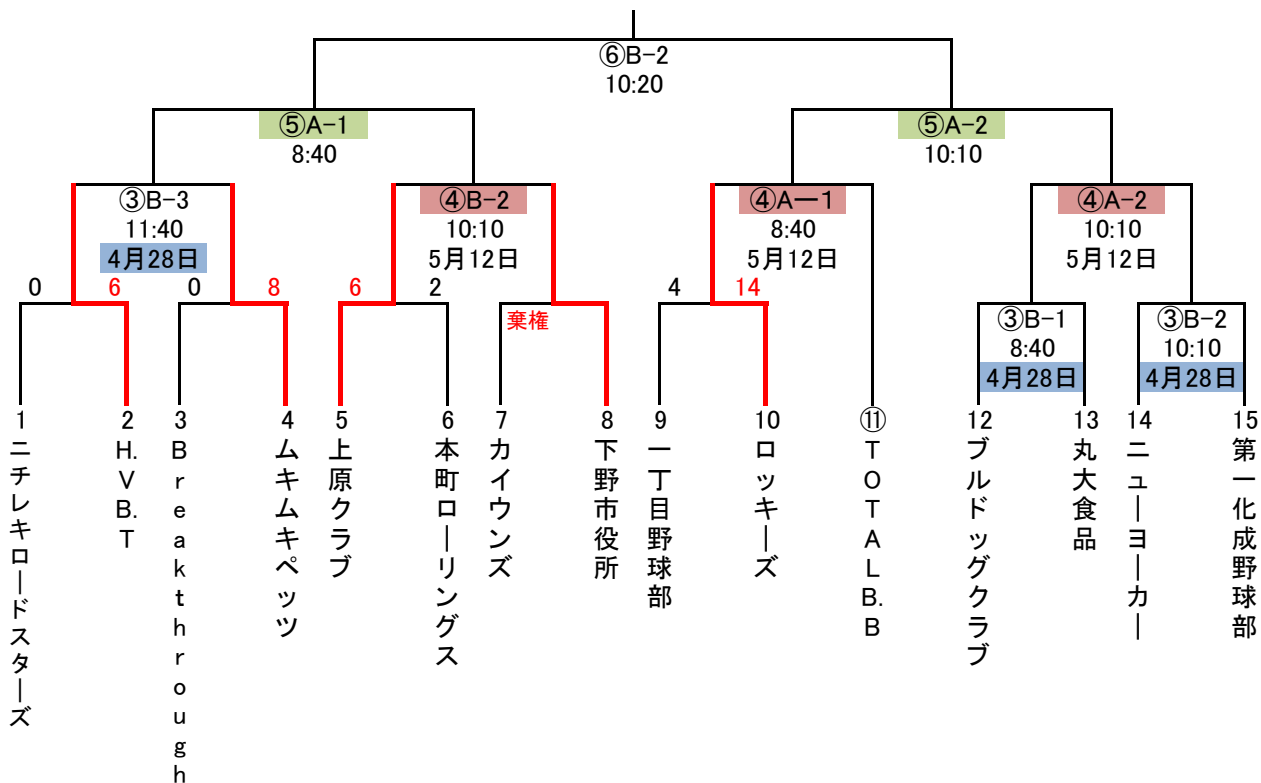 ⑥B-2
10:20
⑤A-1
8:40
⑤A-2
10:10
③B-3
11:40
4月28日
④B-2
10:10
5月12日
④A-1
8:40
5月12日
④A-2
10:10
5月12日
0
6
0
8
6
2
棄権
4
14
③B-1
8:40
4月28日
③B-2
10:10
4月28日
1
ニチレキロードスターズ
2
H.V.B.T
3
Breakthrough
4
ムキムキペッツ
5
上原クラブ
6
本町ローリングス
7
カイウンズ
8
下野市役所
9
一丁目野球部
10
ロッキーズ
⑪
TOTALB.B
12
ブルドッグクラブ
13
丸大食品
14
ニューヨーカー
15
第一化成野球部